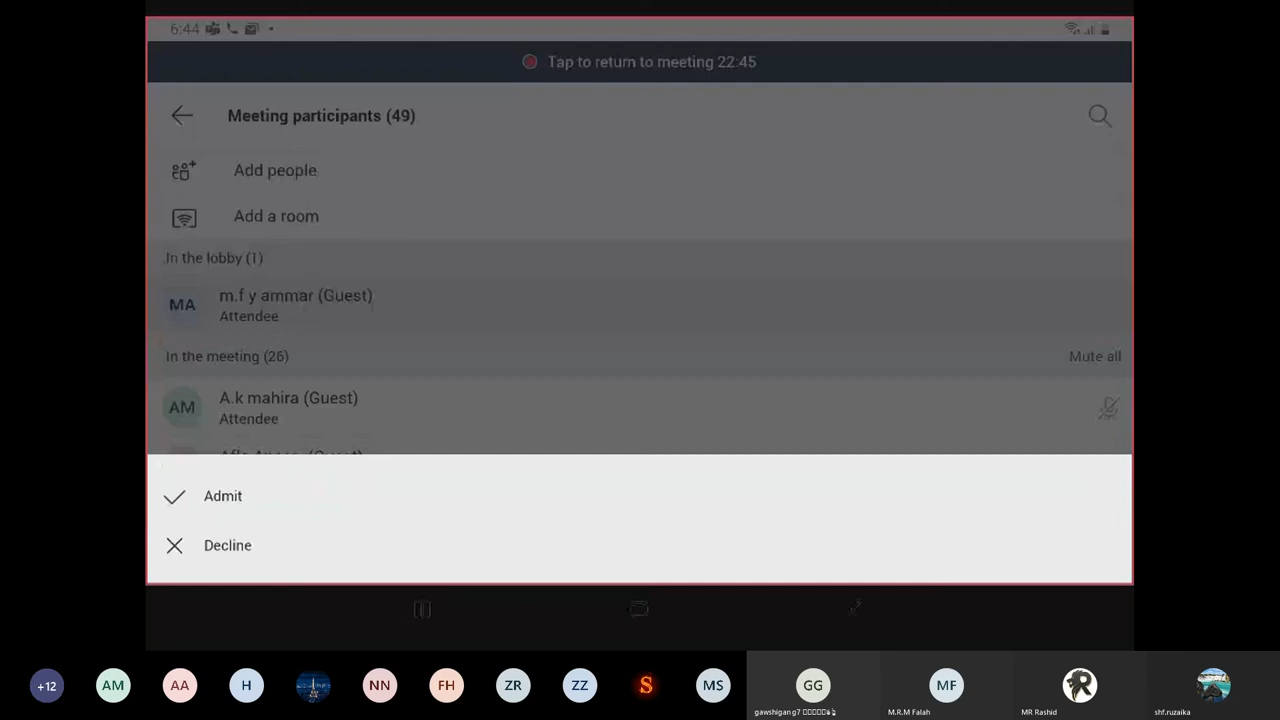 6:44
Tap to return to meeting 22:45
Meeting participants (49)
Add people
Add a room
In the lobby (1)
MA
m.f y ammar (Guest)
Attendee
In the meeting (26)
Mute all
AM
A.k mahira (Guest)
Attendee
Admit
Decline
+12
AM
AA
H
NN
FH
ZR
ZZ
S
MS
GG
MF
R
gawshigan g7
M.R.M Falah
MR Rashid
shf.ruzaika